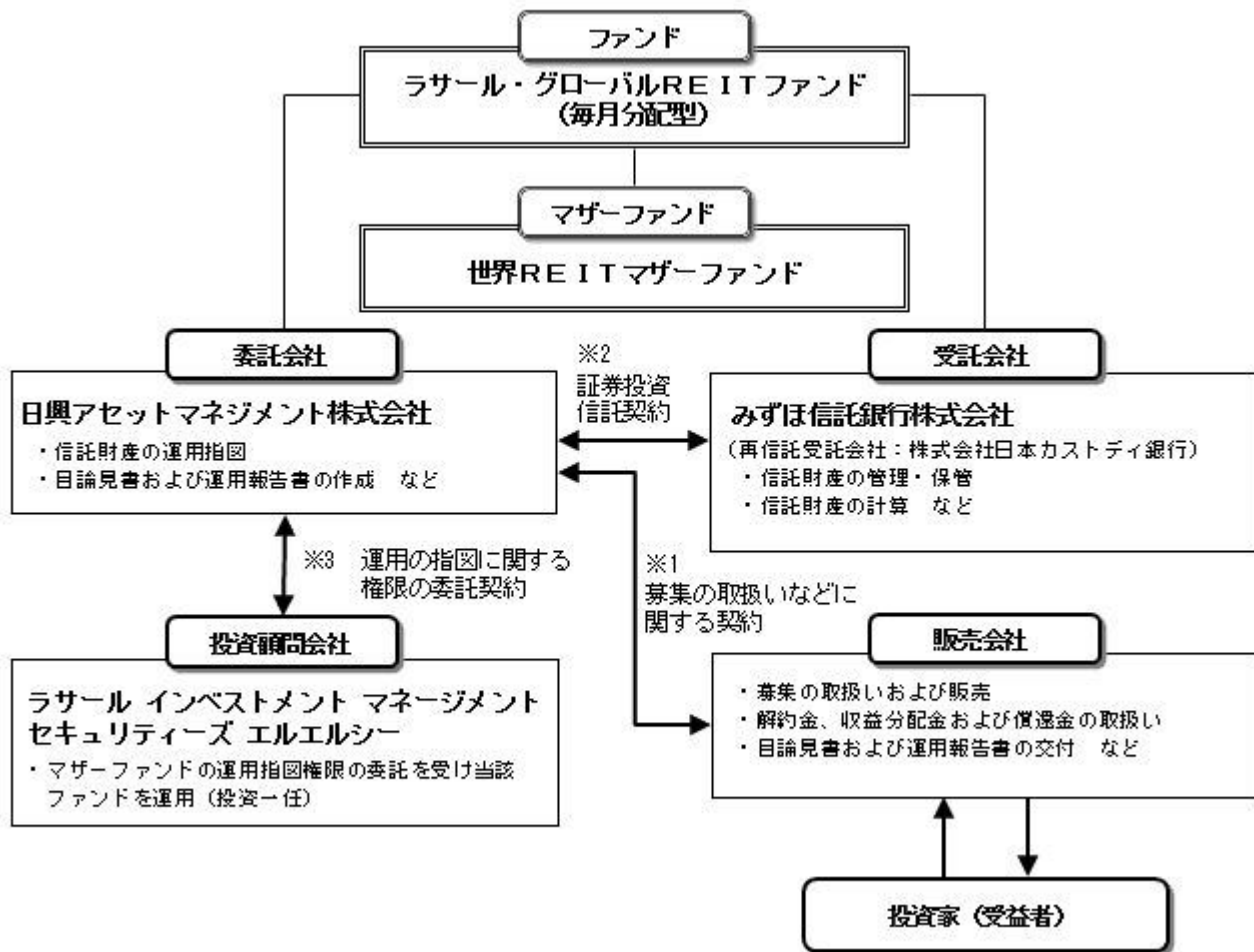 ファンド
ラサール・グローバルREITファンド
(毎月分配型)
マザーファンド
世界REITマザーファンド
委託会社
日興アセットマネジメント株式会社
・信託財産の運用指図
・目論見書および運用報告書の作成 など
※2
証券投資
信託契約
受託会社
みずほ信託銀行株式会社
(再信託受託会社:株式会社日本カストディ銀行)
・信託財産の管理・保管
・信託財産の計算 など
※3 運用の指図に関する
権限の委託契約
※1
募集の取扱いなどに
関する契約
投資顧問会社
ラサール インベストメント マネージメント
セキュリティーズ エルエルシー
・マザーファンドの運用指図権限の委託を受け当該
ファンドを運用(投資一任)
販売会社
・募集の取扱いおよび販売
・解約金、収益分配金および償還金の取扱い
・目論見書および運用報告書の交付 など
投資家(受益者)